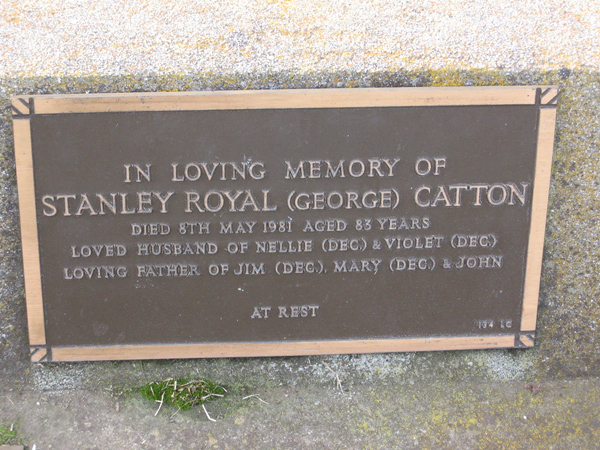 IN LOVING MEMORY OF
STANLEY ROYAL (GEORGE) CATTON
DIED 8TH MAY 1981 AGED 83 YEARS
LOVED HUSBAND OF NELLIE (DEC.) & VIOLET (DEC.)
LOVING FATHER OF JIM (DEC.), MARY (DEC.) & JOHN
AT REST